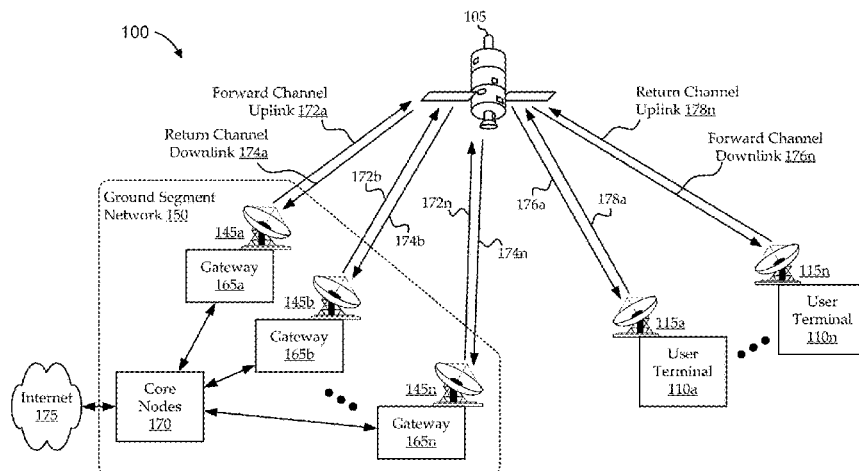 100
105
Forward Channel
Uplink 172a
Return Channel
Downlink 174a
Return Channel
Uplink 178n
Forward Channel
Downlink 176n
172b
174b
172n
174n
176a
178a
Ground Segment
Network 150
145a
Gateway
165a
145b
Gateway
165b
145n
Gateway
165n
115a
User
Terminal
110a
115n
User
Terminal
110n
Internet
175
Core
Nodes
170